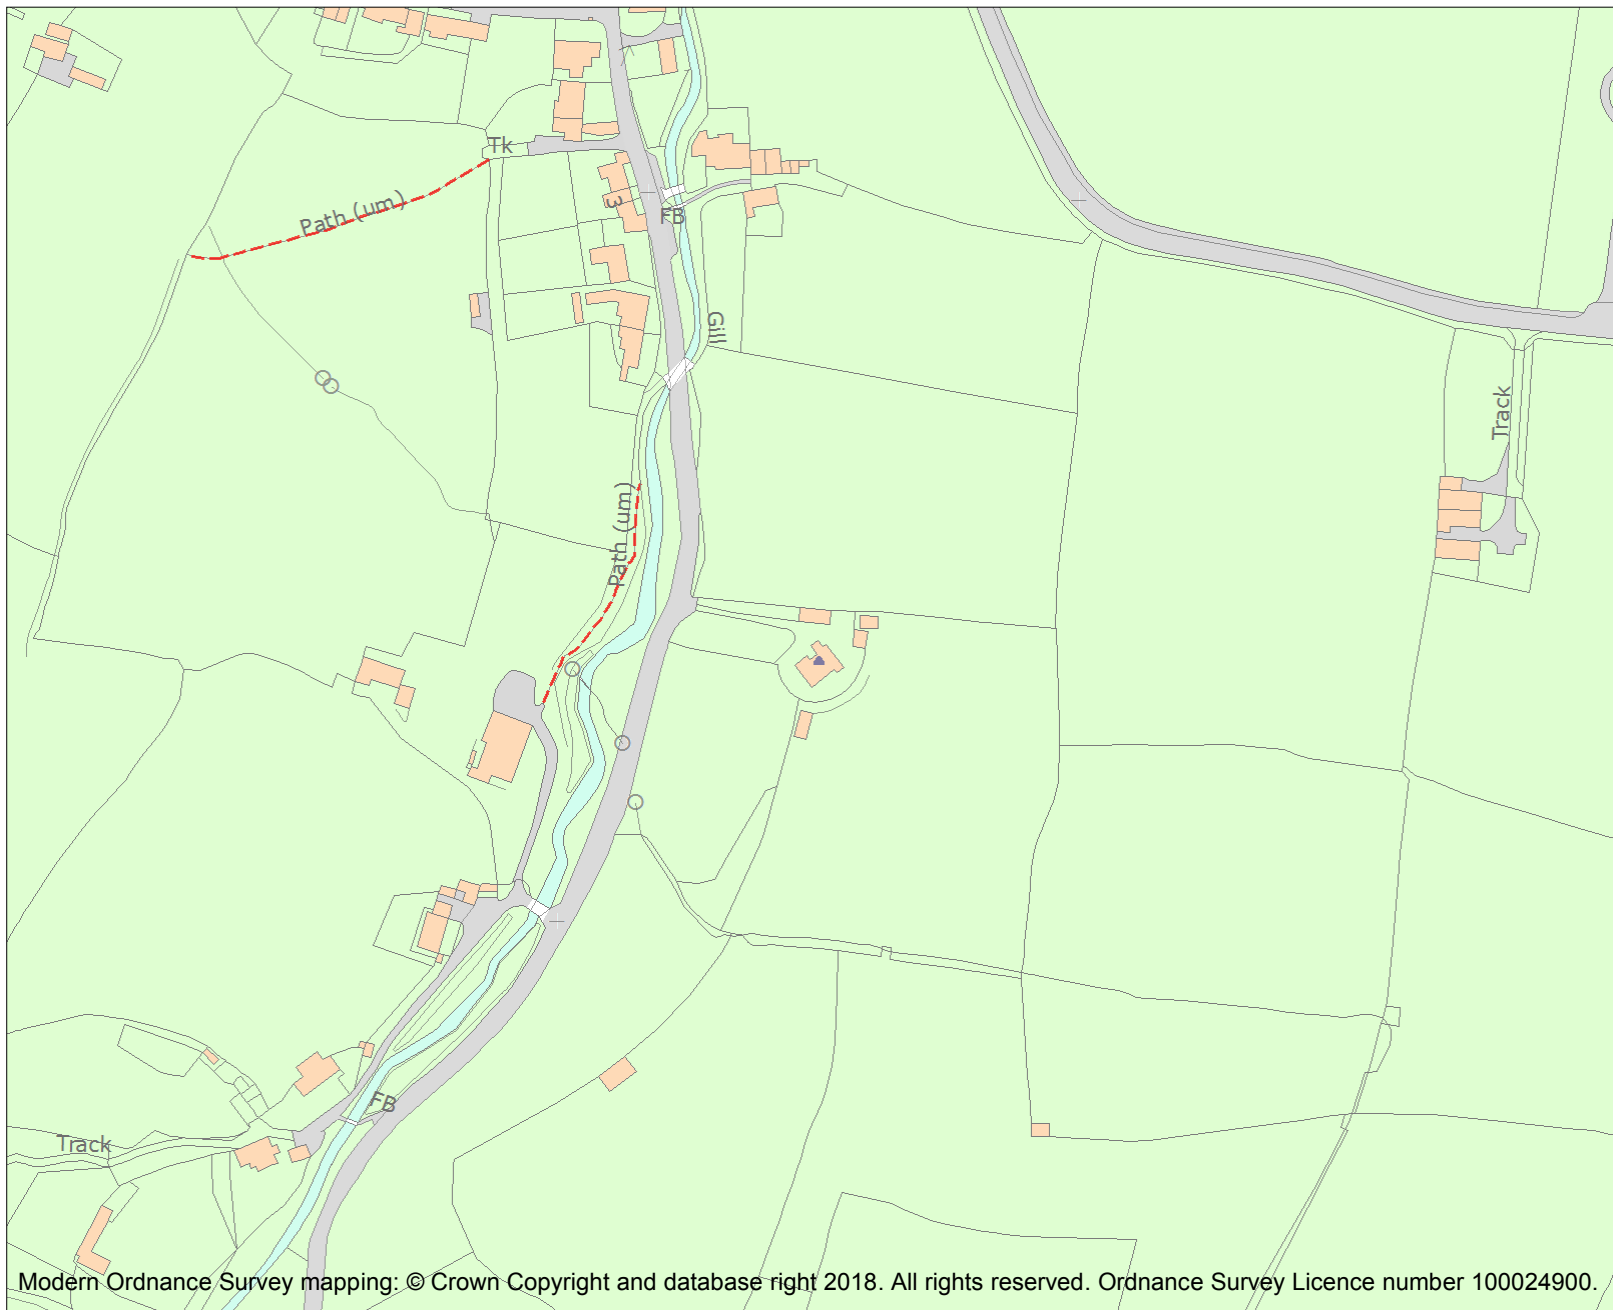 Tk
Path (um)
3
FB
Gill
Track
Path (um)
FB
Track
Modern Ordnance Survey mapping: © Crown Copyright and database right 2018. All rights reserved. Ordnance Survey Licence number 100024900.